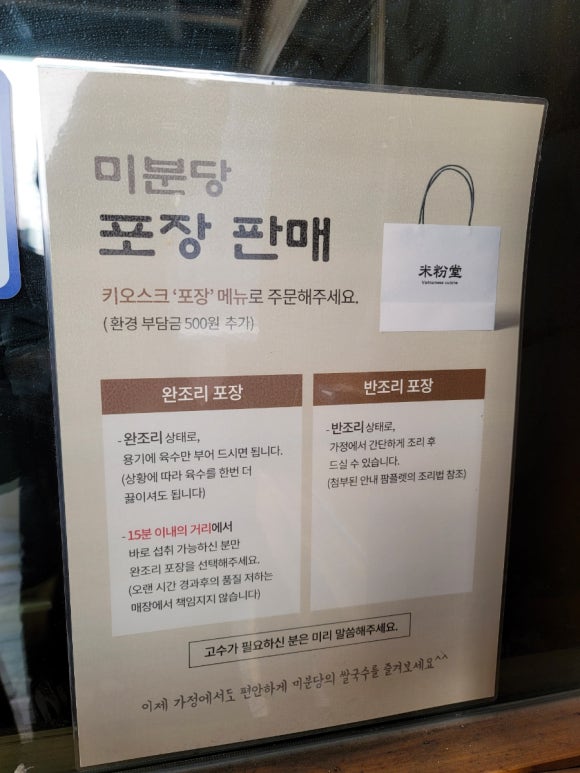 미분당
포장 판매
米粉堂
Vietnamese cuisine
키오스크 '포장' 메뉴로 주문해주세요.
(환경 부담금 500원 추가)
완조리 포장
- 완조리 상태로,
용기에 육수만 부어 드시면 됩니다.
(상황에 따라 육수를 한번 더
끓이셔도 됩니다)
- 15분 이내의 거리에서
바로 섭취 가능하신 분만
완조리 포장을 선택해주세요.
(오랜 시간 경과후의 품질 저하는
매장에서 책임지지 않습니다)
반조리 포장
- 반조리 상태로,
가정에서 간단하게 조리 후
드실 수 있습니다.
(첨부된 안내 팜플랫의 조리법 참조)
고수가 필요하신 분은 미리 말씀해주세요.
이제 가정에서도 편안하게 미분당의 쌀국수를 즐겨보세요^^